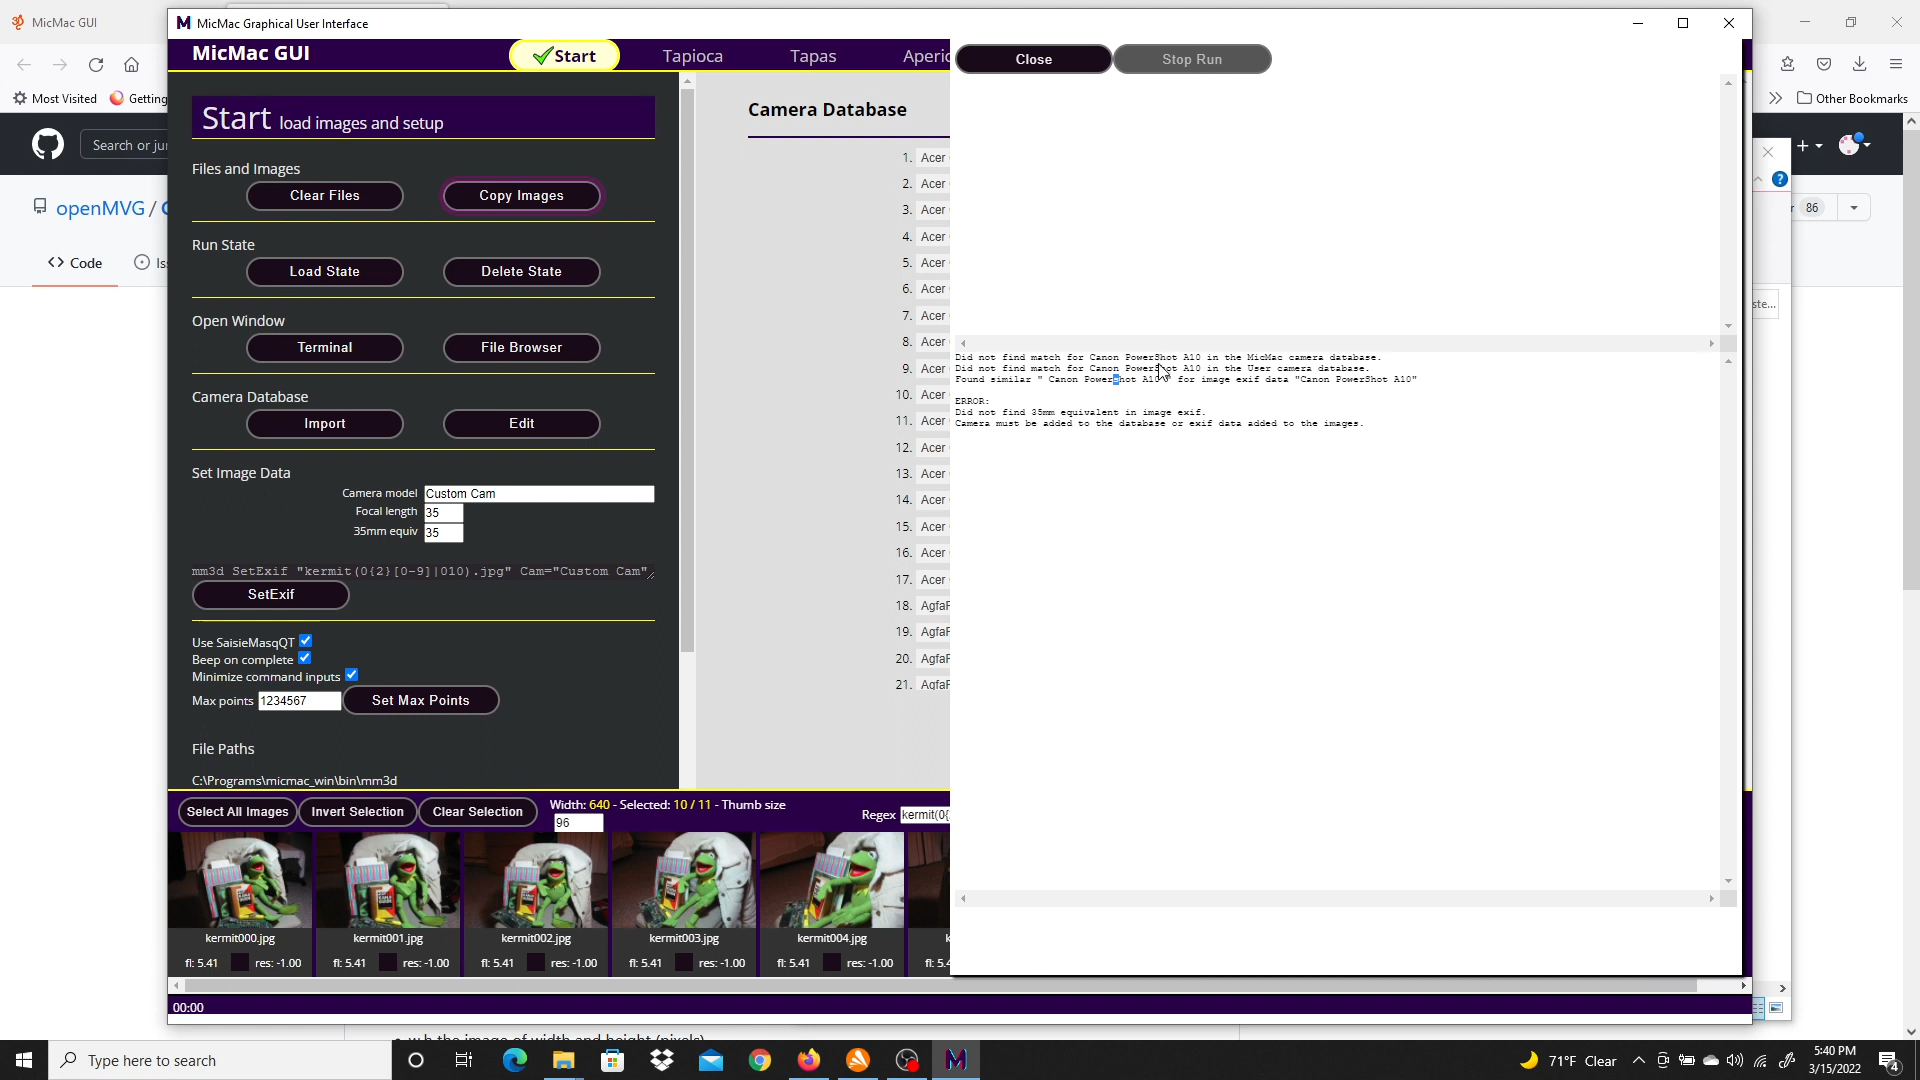 MicMac GUI
MicMac Graphical User Interface
MicMac GUI
Start
Tapioca
Tapas
Close
Stop Run
Most Visited
Other Bookmarks
Start load images and setup
Files and Images
Clear Files
Copy Images
Run State
Load State
Delete State
Open Window
Terminal
File Browser
Camera Database
Import
Edit
Set Image Data
Camera model
Custom Cam
Focal length
35
35mm equiv
35
mm3d SetExif "kermit(0{2}[0-9]|010).jpg" Cam="Custom Cam"
SetExif
Use SaisieMasqQT
Beep on complete
Minimize command inputs
Max points
1234567
Set Max Points
File Paths
C:\Programs\micmac_win\bin\mm3d
Camera Database
1. Acer
2. Acer
3. Acer
4. Acer
5. Acer
6. Acer
7. Acer
8. Acer
9. Acer
10. Acer
11. Acer
12. Acer
13. Acer
14. Acer
15. Acer
16. Acer
17. Acer
18.
19.
20.
21.
Did not find match for Canon PowerShot A10 in the MicMac camera database.
Did not find match for Canon PowerShot A10 in the User camera database.
Found similar " Canon Powershot A10 " for image exif data "Canon PowerShot A10"
ERROR:
Did not find 35mm equivalent in image exif.
Camera must be added to the database or exif data added to the images.
openMVG /
Code
86
Select All Images
Invert Selection
Clear Selection
Width: 640 - Selected: 10 / 11 - Thumb size
96
Regex
kermit(0{
kermit000.jpg
kermit001.jpg
kermit002.jpg
kermit003.jpg
kermit004.jpg
fl: 5.41 res: -1.00
fl: 5.41 res: -1.00
fl: 5.41 res: -1.00
fl: 5.41 res: -1.00
fl: 5.41 res: -1.00
00:00
Type here to search
71°F Clear
5:40 PM
3/15/2022
4